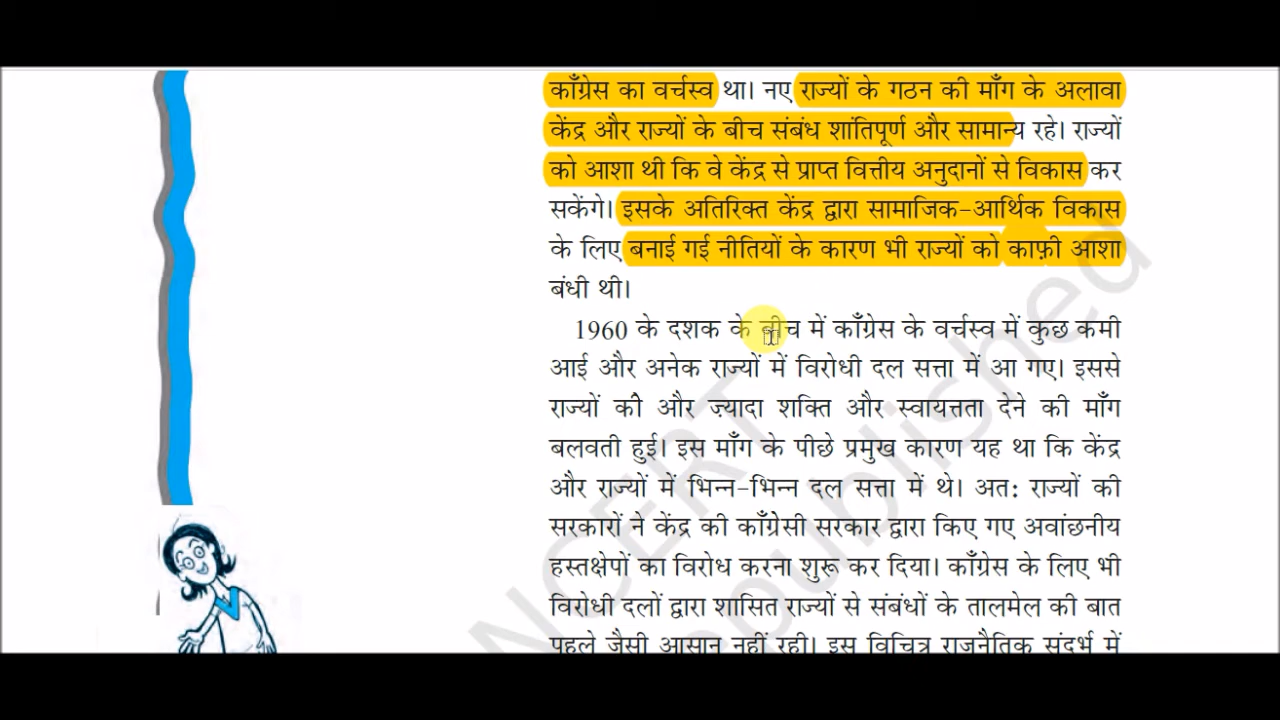 काँग्रेस का वर्चस्व था। नए राज्यों के गठन की माँग के अलावा
केंद्र और राज्यों के बीच संबंध शांतिपूर्ण और सामान्य रहे। राज्यों
को आशा थी कि वे केंद्र से प्राप्त वित्तीय अनुदानों से विकास कर
सकेंगे। इसके अतिरिक्त केंद्र द्वारा सामाजिक-आर्थिक विकास
के लिए बनाई गई नीतियों के कारण भी राज्यों को काफ़ी आशा
बंधी थी।
1960 के दशक के बीच में काँग्रेस के वर्चस्व में कुछ कमी
आई और अनेक राज्यों में विरोधी दल सत्ता में आ गए। इससे
राज्यों की और ज़्यादा शक्ति और स्वायत्तता देने की माँग
बलवती हुई। इस माँग के पीछे प्रमुख कारण यह था कि केंद्र
और राज्यों में भिन्न-भिन्न दल सत्ता में थे। अत: राज्यों की
सरकारों ने केंद्र की काँग्रेसी सरकार द्वारा किए गए अवांछनीय
हस्तक्षेपों का विरोध करना शुरू कर दिया। काँग्रेस के लिए भी
विरोधी दलों द्वारा शासित राज्यों से संबंधों के तालमेल की बात
पहले जैसी आसान नहीं रही। इस विचित्र राजनैतिक संदर्भ में
NCERT
republished